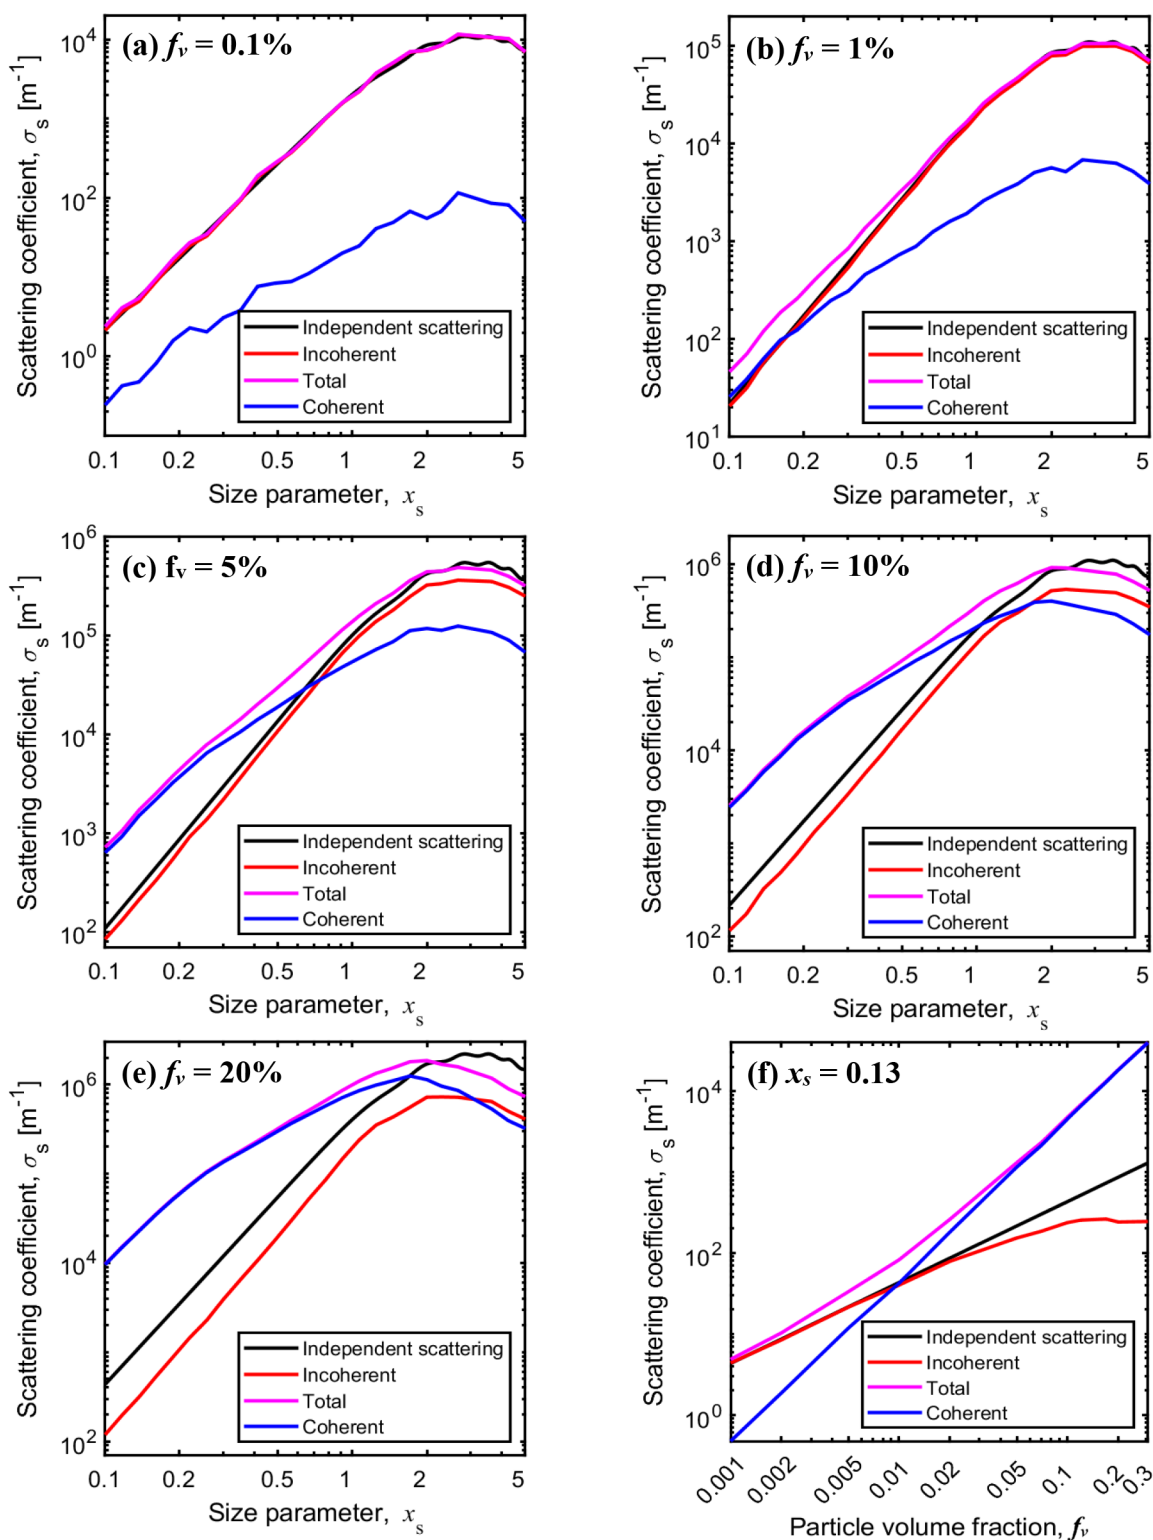 (a) fv = 0.1%
Scattering coefficient, σs [m-1]
10^4
10^2
10^0
Independent scattering
Incoherent
Total
Coherent
0.1 0.2 0.5 1 2 5
Size parameter, xs
(b) fv = 1%
Scattering coefficient, σs [m-1]
10^5
10^4
10^3
10^2
10^1
Independent scattering
Incoherent
Total
Coherent
0.1 0.2 0.5 1 2 5
Size parameter, xs
(c) fv = 5%
Scattering coefficient, σs [m-1]
10^6
10^5
10^4
10^3
10^2
Independent scattering
Incoherent
Total
Coherent
0.1 0.2 0.5 1 2 5
Size parameter, xs
(d) fv = 10%
Scattering coefficient, σs [m-1]
10^6
10^4
10^2
Independent scattering
Incoherent
Total
Coherent
0.1 0.2 0.5 1 2 5
Size parameter, xs
(e) fv = 20%
Scattering coefficient, σs [m-1]
10^6
10^4
10^2
Independent scattering
Incoherent
Total
Coherent
0.1 0.2 0.5 1 2 5
Size parameter, xs
(f) xs = 0.13
Scattering coefficient, σs [m-1]
10^4
10^2
10^0
Independent scattering
Incoherent
Total
Coherent
0.001 0.002 0.005 0.01 0.02 0.05 0.1 0.2 0.3
Particle volume fraction, fv